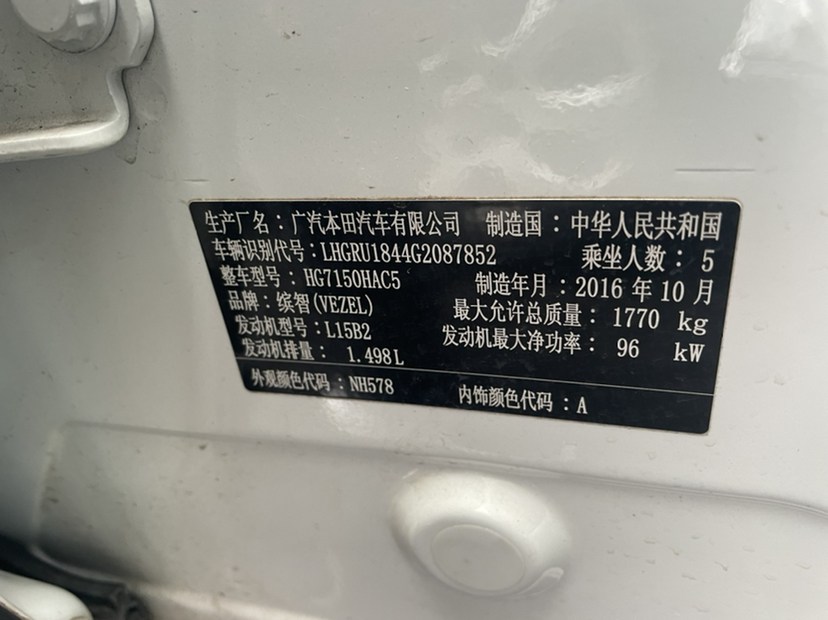 生产厂名：广汽本田汽车有限公司 制造国：中华人民共和国
车辆识别代号：LHGRU1844G2087852 乘坐人数：5
整车型号：HG7150HAC5 制造年月：2016 年 10 月
品牌：缤智(VEZEL) 最大允许总质量：1770 kg
发动机型号：L15B2 发动机最大净功率：96 kW
发动机排量：1.498L
外观颜色代码：NH578 内饰颜色代码：A